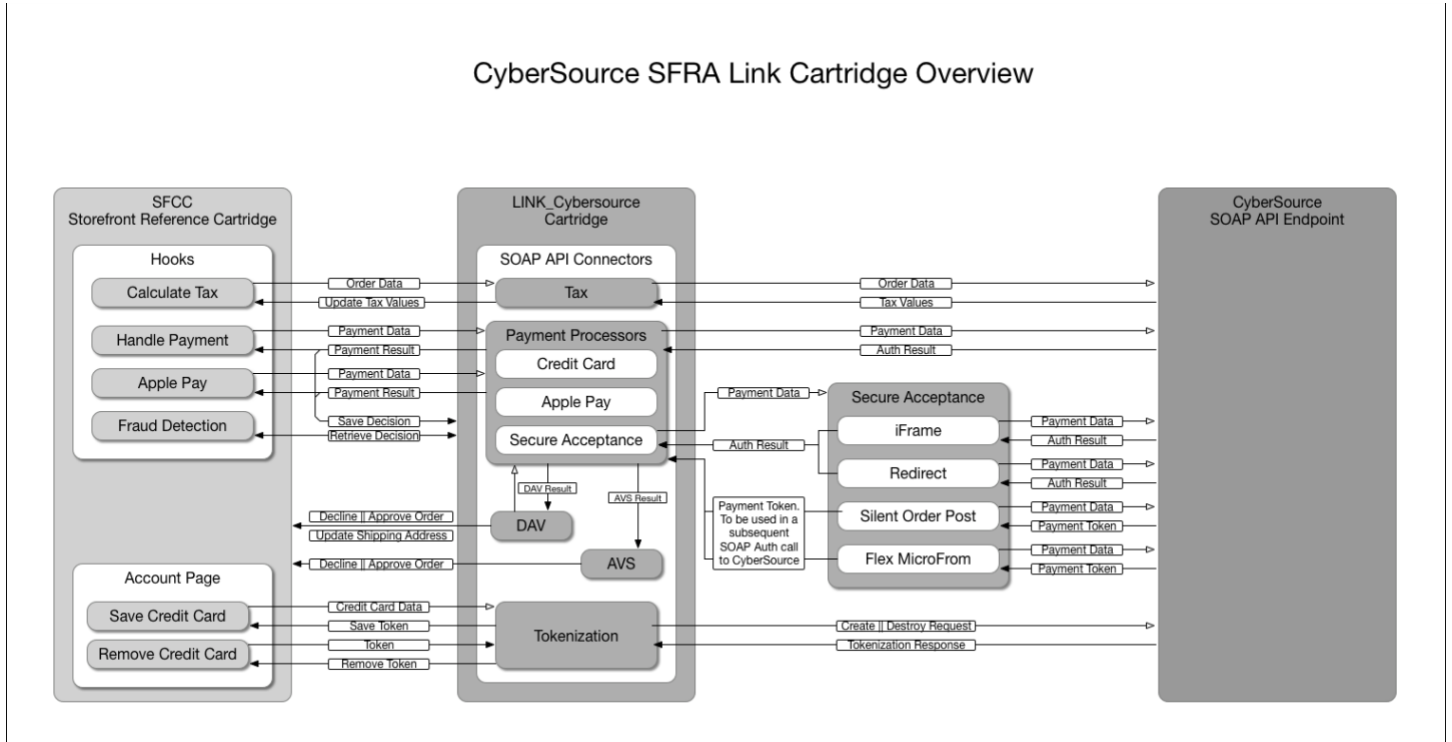 CyberSource SFRA Link Cartridge Overview
SFCC
Storefront Reference Cartridge
Hooks
Calculate Tax
Handle Payment
Apple Pay
Fraud Detection
Account Page
Save Credit Card
Remove Credit Card
Order Data
Update Tax Values
Payment Data
Payment Result
Payment Data
Payment Result
Save Decision
Retrieve Decision
Decline || Approve Order
Update Shipping Address
Decline || Approve Order
Credit Card Data
Save Token
Token
Remove Token
LINK_Cybersource
Cartridge
SOAP API Connectors
Tax
Payment Processors
Credit Card
Apple Pay
Secure Acceptance
DAV Result
AVS Result
DAV
AVS
Tokenization
Order Data
Tax Values
Payment Data
Auth Result
Payment Data
Auth Result
Payment Token.
To be used in a
subsequent
SOAP Auth call
to CyberSource
Secure Acceptance
iFrame
Redirect
Silent Order Post
Flex MicroFrom
Payment Data
Auth Result
Payment Data
Auth Result
Payment Data
Payment Token
Payment Data
Payment Token
Create || Destroy Request
Tokenization Response
CyberSource
SOAP API Endpoint